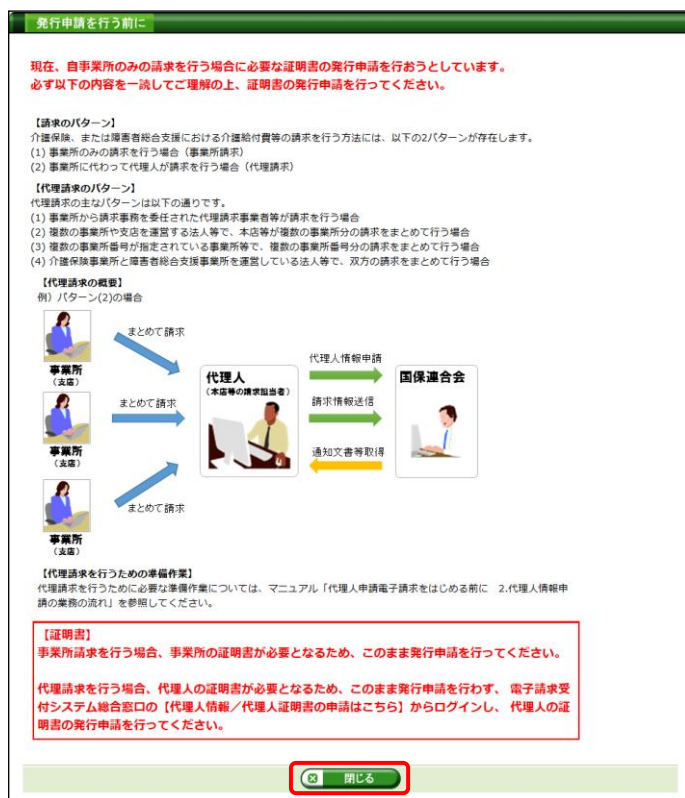 発行申請を行う前に
現在、自事業所のみの請求を行う場合に必要な証明書の発行申請を行おうとしています。
必ず以下の内容を一読してご理解の上、証明書の発行申請を行ってください。
【請求のパターン】
介護保険、または障害者総合支援における介護給付費等の請求を行う方法には、以下の2パターンが存在します。
(1) 事業所のみの請求を行う場合（事業所請求）
(2) 事業所に代わって代理人が請求を行う場合（代理請求）
【代理請求のパターン】
代理請求の主なパターンは以下の通りです。
(1) 事業所から請求事務を委任された代理請求事業者等が請求を行う場合
(2) 複数の事業所や支店を運営する法人等で、本店等が複数の事業所分の請求をまとめて行う場合
(3) 複数の事業所番号が指定されている事業所等で、複数の事業所番号分の請求をまとめて行う場合
(4) 介護保険事業所と障害者総合支援事業所を運営している法人等で、双方の請求をまとめて行う場合
【代理請求の概要】
例）パターン(2)の場合
まとめて請求
事業所
（支店）
まとめて請求
事業所
（支店）
まとめて請求
事業所
（支店）
代理人
（本店等の請求担当者）
代理人情報申請
請求情報送信
通知文書等取得
国保連合会
【代理請求を行うための準備作業】
代理請求を行うために必要な準備作業については、マニュアル「代理人申請電子請求をはじめる前に 2.代理人情報申
請の業務の流れ」を参照してください。
【証明書】
事業所請求を行う場合、事業所の証明書が必要となるため、このまま発行申請を行ってください。
代理請求を行う場合、代理人の証明書が必要となるため、このまま発行申請を行わず、 電子請求受
付システム総合窓口の【代理人情報／代理人証明書の申請はこちら】からログインし、 代理人の証
明書の発行申請を行ってください。
閉じる